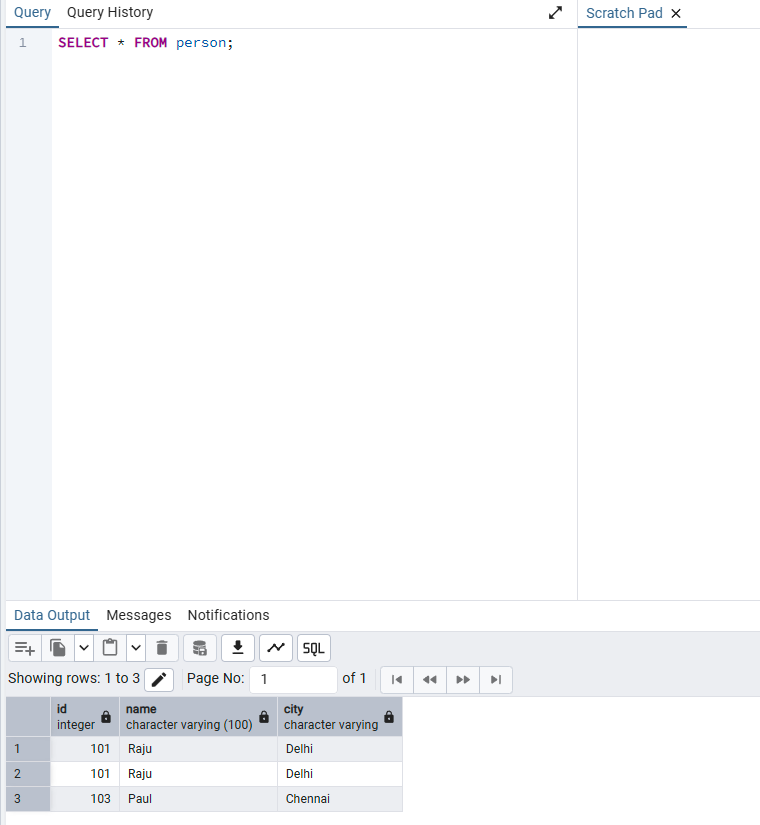 Query Query History Scratch Pad
1 SELECT * FROM person;
Data Output Messages Notifications
SQL
Showing rows: 1 to 3 Page No: 1 of 1
id name city
integer character varying (100) character varying
1 101 Raju Delhi
2 101 Raju Delhi
3 103 Paul Chennai